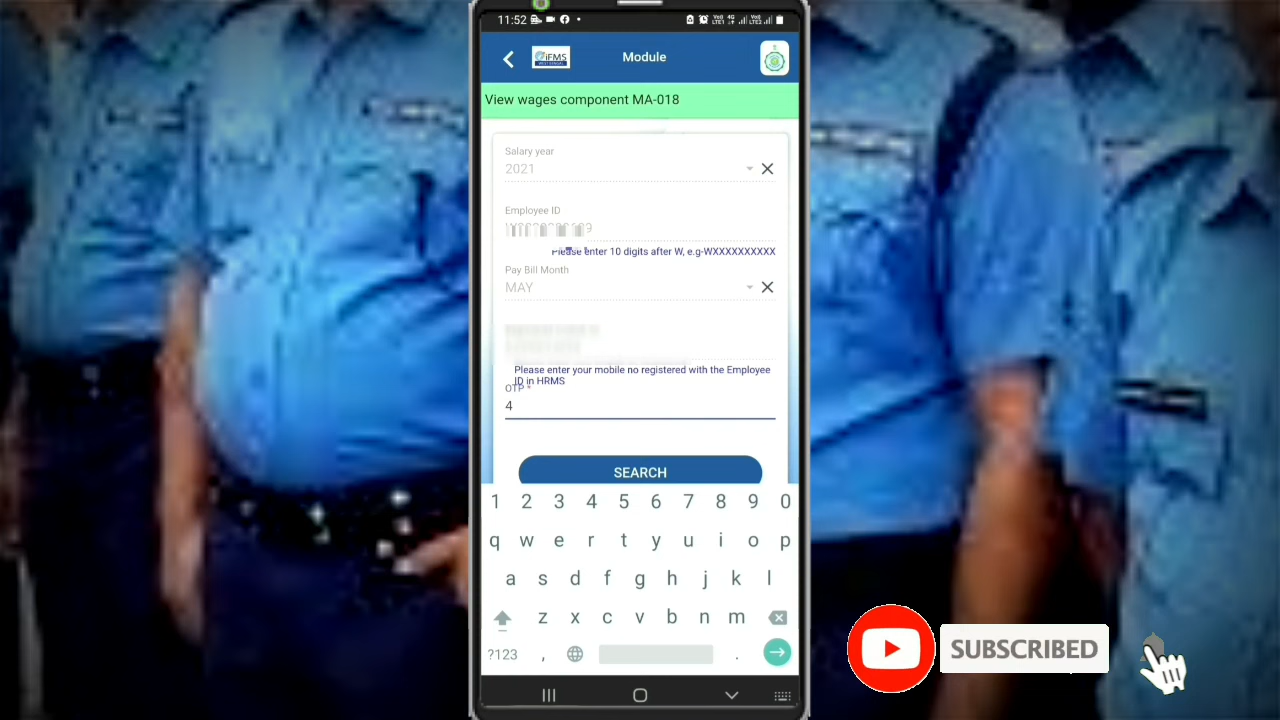 11:52
iFMS
Module
View wages component MA-018
Salary year
2021
Employee ID
Please enter 10 digits after W, e.g-WXXXXXXXXXX
Pay Bill Month
MAY
Please enter your mobile no registered with the Employee
ID in HRMS
OTP *
4
SEARCH
1 2 3 4 5 6 7 8 9 0
q w e r t y u i o p
a s d f g h j k l
z x c v b n m
?123 , .
SUBSCRIBED